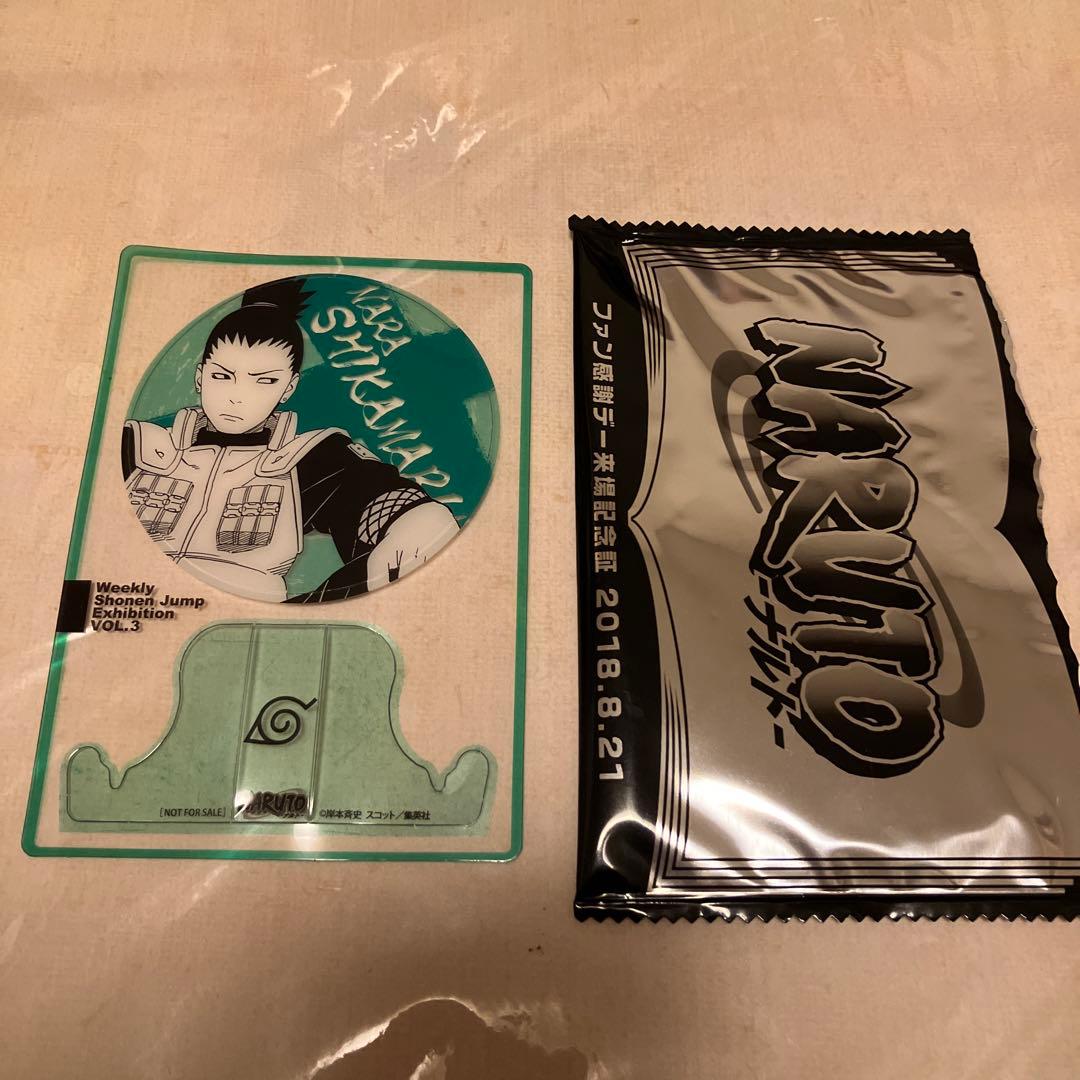 NARA
SHIKAMARU
Weekly
Shonen Jump
Exhibition
VOL.3
[NOT FOR SALE]
NARUTO
©岸本斉史 スコット/集英社
ファン感謝デー来場記念証 2018.8.21
NARUTO
-ナルト-